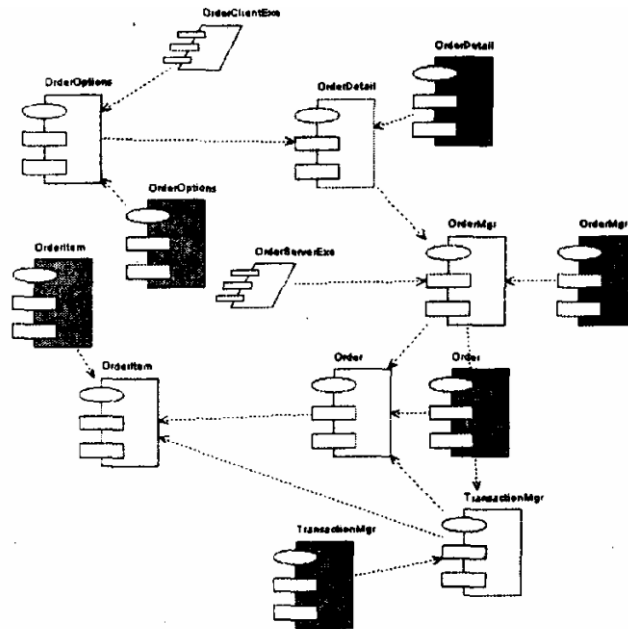 OrderClientExe
OrderDetail
OrderOptions
OrderDetail
OrderOptions
OrderMgr
OrderMgr
OrderItem
OrderServerExe
Order
Order
OrderItem
TransactionMgr
TransactionMgr